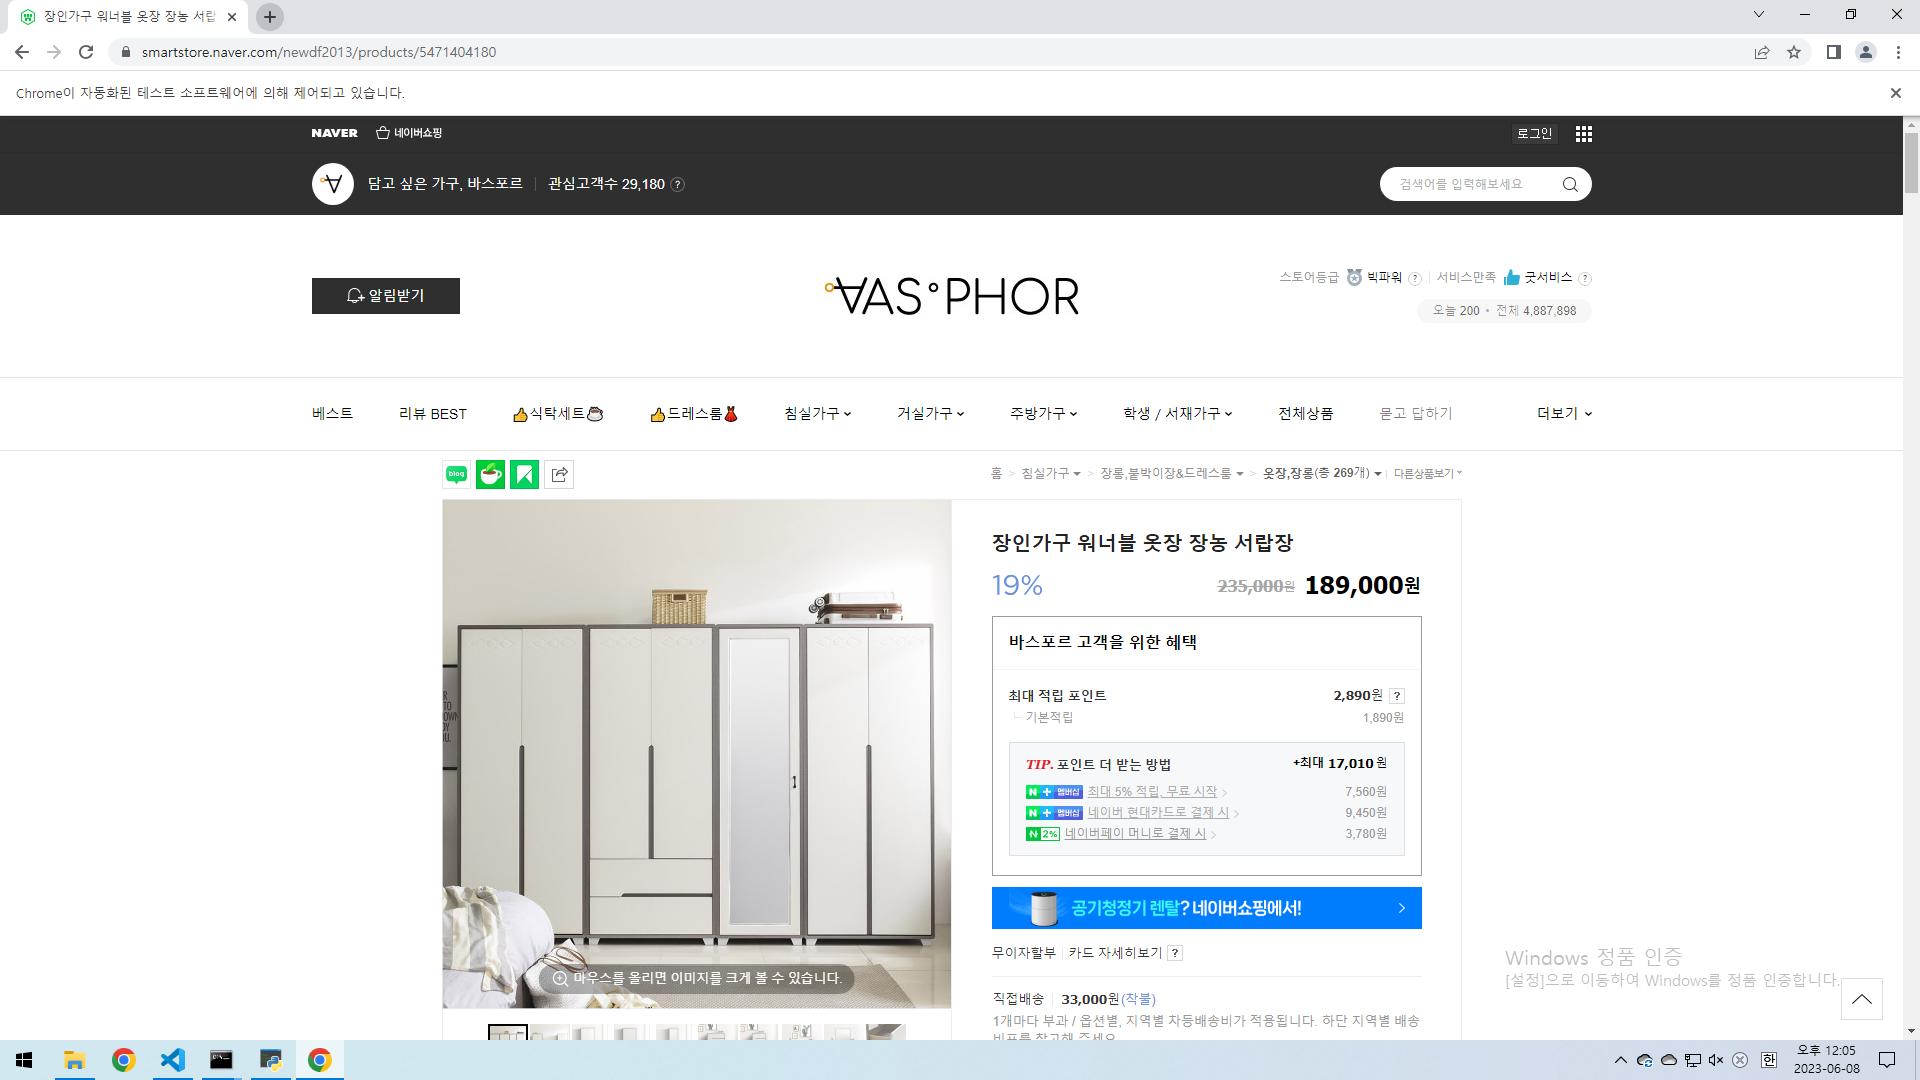 장인가구 워너블 옷장 장농 서랍
smartstore.naver.com/newdf2013/products/5471404180
Chrome이 자동화된 테스트 소프트웨어에 의해 제어되고 있습니다.
NAVER 네이버쇼핑 로그인
담고 싶은 가구, 바스포르 관심고객수 29,180 ?
검색어를 입력해보세요
알림받기
VAS°PHOR
스토어등급 빅파워 ? 서비스만족 굿서비스 ?
오늘 200 • 전체 4,887,898
베스트 리뷰 BEST 👍식탁세트☕ 👍드레스룸💃 침실가구 거실가구 주방가구 학생 / 서재가구 전체상품 묻고 답하기 더보기
blog
홈 > 침실가구 > 장롱,붙박이장&드레스룸 > 옷장,장롱(총 269개) 다른상품보기
장인가구 워너블 옷장 장농 서랍장
19% 235,000원 189,000원
바스포르 고객을 위한 혜택
최대 적립 포인트 2,890원 ?
기본적립 1,890원
TIP. 포인트 더 받는 방법 +최대 17,010 원
N + 멤버십 최대 5% 적립, 무료 시작 > 7,560원
N + 멤버십 네이버 현대카드로 결제 시 > 9,450원
N 2% 네이버페이 머니로 결제 시 > 3,780원
공기청정기 렌탈? 네이버쇼핑에서!
무이자할부 카드 자세히보기 ?
직접배송 33,000원(착불)
1개마다 부과 / 옵션별, 지역별 차등배송비가 적용됩니다. 하단 지역별 배송
마우스를 올리면 이미지를 크게 볼 수 있습니다.
Windows 정품 인증
[설정]으로 이동하여 Windows를 정품 인증합니다.
한
오후 12:05
2023-06-08